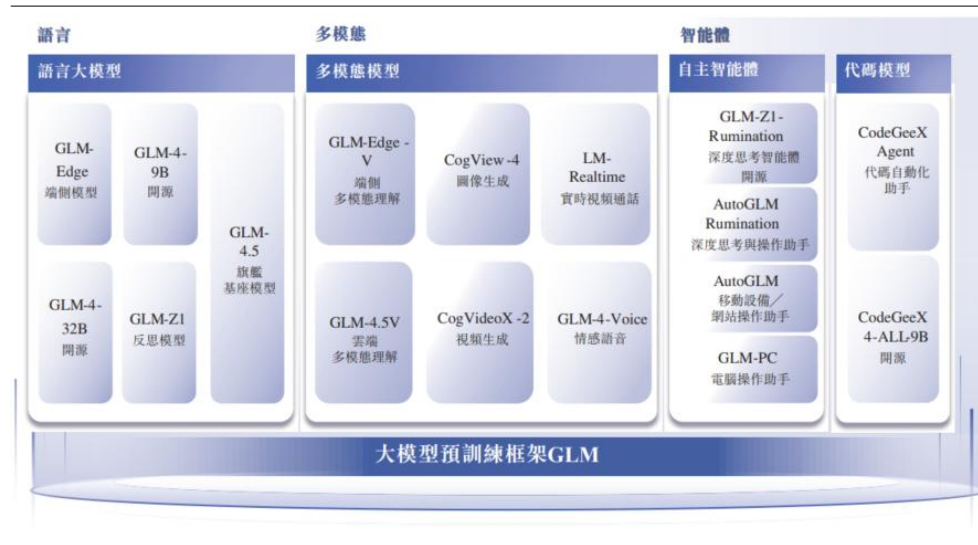 語言
語言大模型
GLM-
Edge
端側模型
GLM-4-
9B
開源
GLM-4-
32B
開源
GLM-Z1
反思模型
GLM-
4.5
旗艦
基座模型
多模態
多模態模型
GLM-Edge -
V
端側
多模態理解
CogView-4
圖像生成
LM-
Realtime
實時視頻通話
GLM-4.5V
雲端
多模態理解
CogVideoX -2
視頻生成
GLM-4-Voice
情感語音
智能體
自主智能體
GLM-Z1-
Rumination
深度思考智能體
開源
AutoGLM
Rumination
深度思考與操作助手
AutoGLM
移動設備／
網站操作助手
GLM-PC
電腦操作助手
代碼模型
CodeGeeX
Agent
代碼自動化
助手
CodeGeeX
4-ALL-9B
開源
大模型預訓練框架GLM